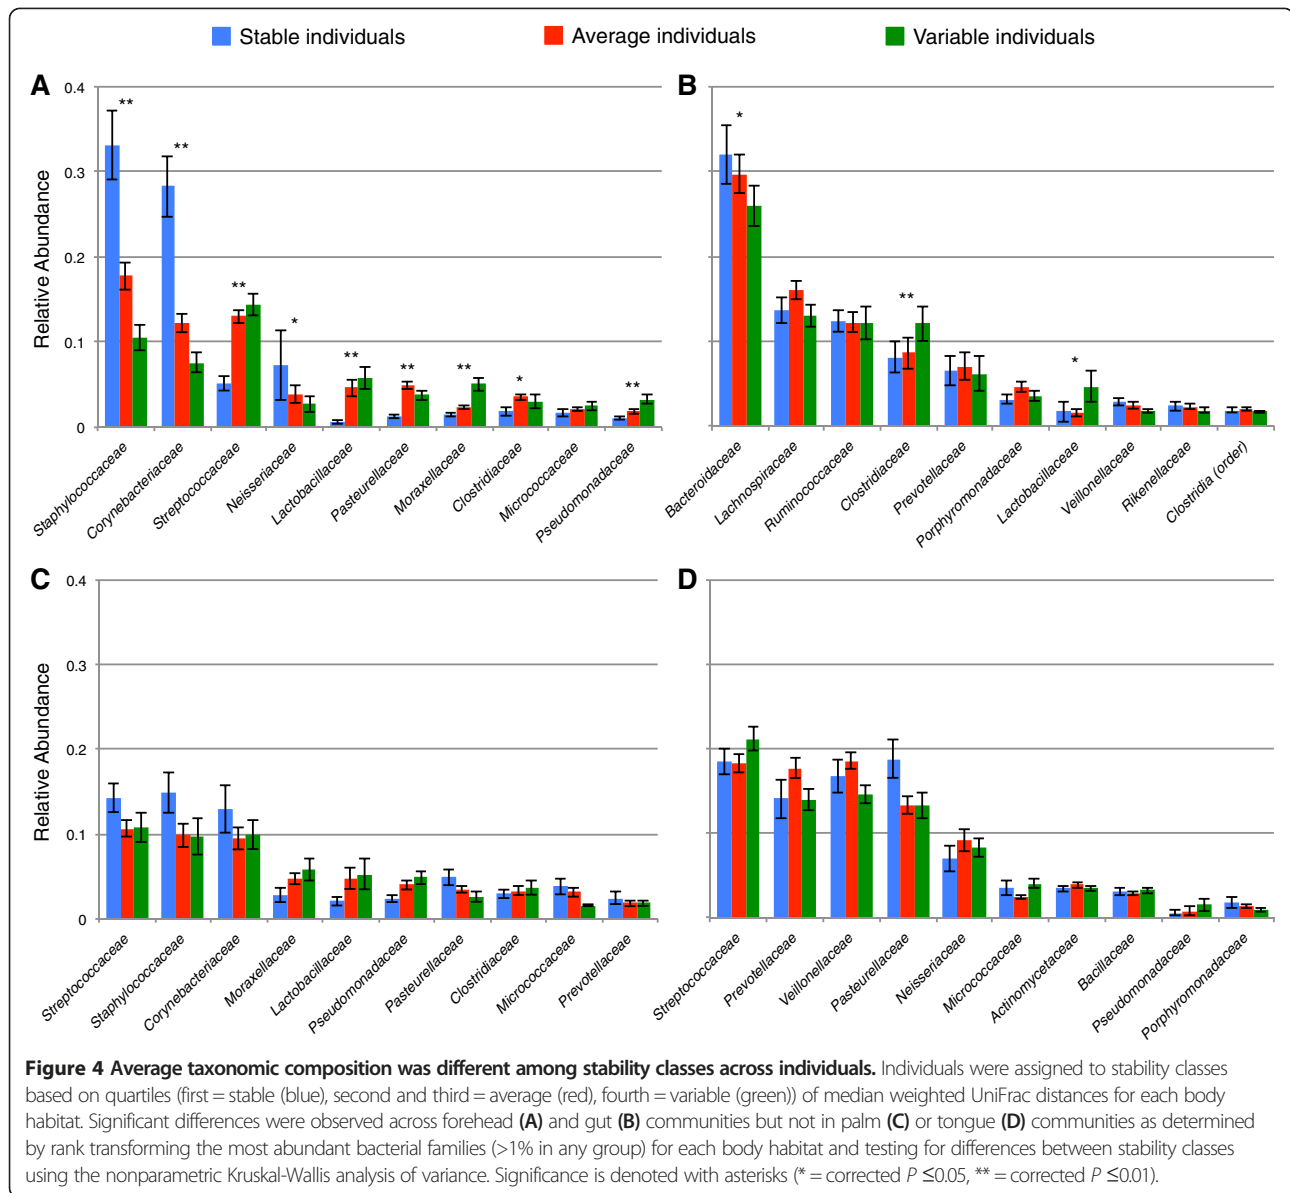 Stable individuals Average individuals Variable individuals
A
0.4
0.3
0.2
0.1
0
Relative Abundance
** ** ** * ** ** ** * **
Staphylococcaceae
Corynebacteriaceae
Streptococcaceae
Neisseriaceae
Lactobacillaceae
Pasteurellaceae
Moraxellaceae
Clostridiaceae
Micrococcaceae
Pseudomonadaceae
B
* ** *
Bacteroidaceae
Lachnospiraceae
Ruminococcaceae
Clostridiaceae
Prevotellaceae
Porphyromonadaceae
Lactobacillaceae
Veillonellaceae
Rikenellaceae
Clostridia (order)
C
0.4
0.3
0.2
0.1
0
Relative Abundance
Streptococcaceae
Staphylococcaceae
Corynebacteriaceae
Moraxellaceae
Lactobacillaceae
Pseudomonadaceae
Pasteurellaceae
Clostridiaceae
Micrococcaceae
Prevotellaceae
D
Streptococcaceae
Prevotellaceae
Veillonellaceae
Pasteurellaceae
Neisseriaceae
Micrococcaceae
Actinomycetaceae
Bacillaceae
Pseudomonadaceae
Porphyromonadaceae
Figure 4 Average taxonomic composition was different among stability classes across individuals. Individuals were assigned to stability classes
based on quartiles (first = stable (blue), second and third = average (red), fourth = variable (green)) of median weighted UniFrac distances for each body
habitat. Significant differences were observed across forehead (A) and gut (B) communities but not in palm (C) or tongue (D) communities as determined
by rank transforming the most abundant bacterial families (>1% in any group) for each body habitat and testing for differences between stability classes
using the nonparametric Kruskal-Wallis analysis of variance. Significance is denoted with asterisks (* = corrected P ≤0.05, ** = corrected P ≤0.01).